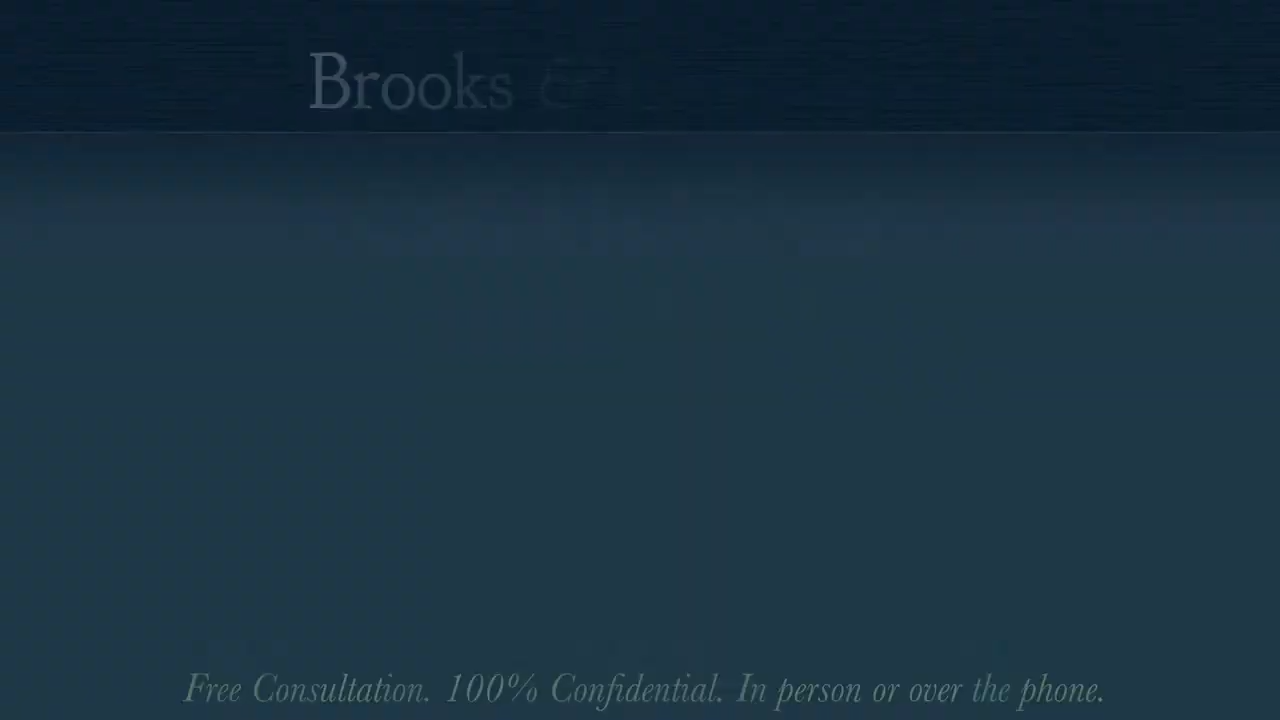 Brooks &
Free Consultation. 100% Confidential. In person or over the phone.